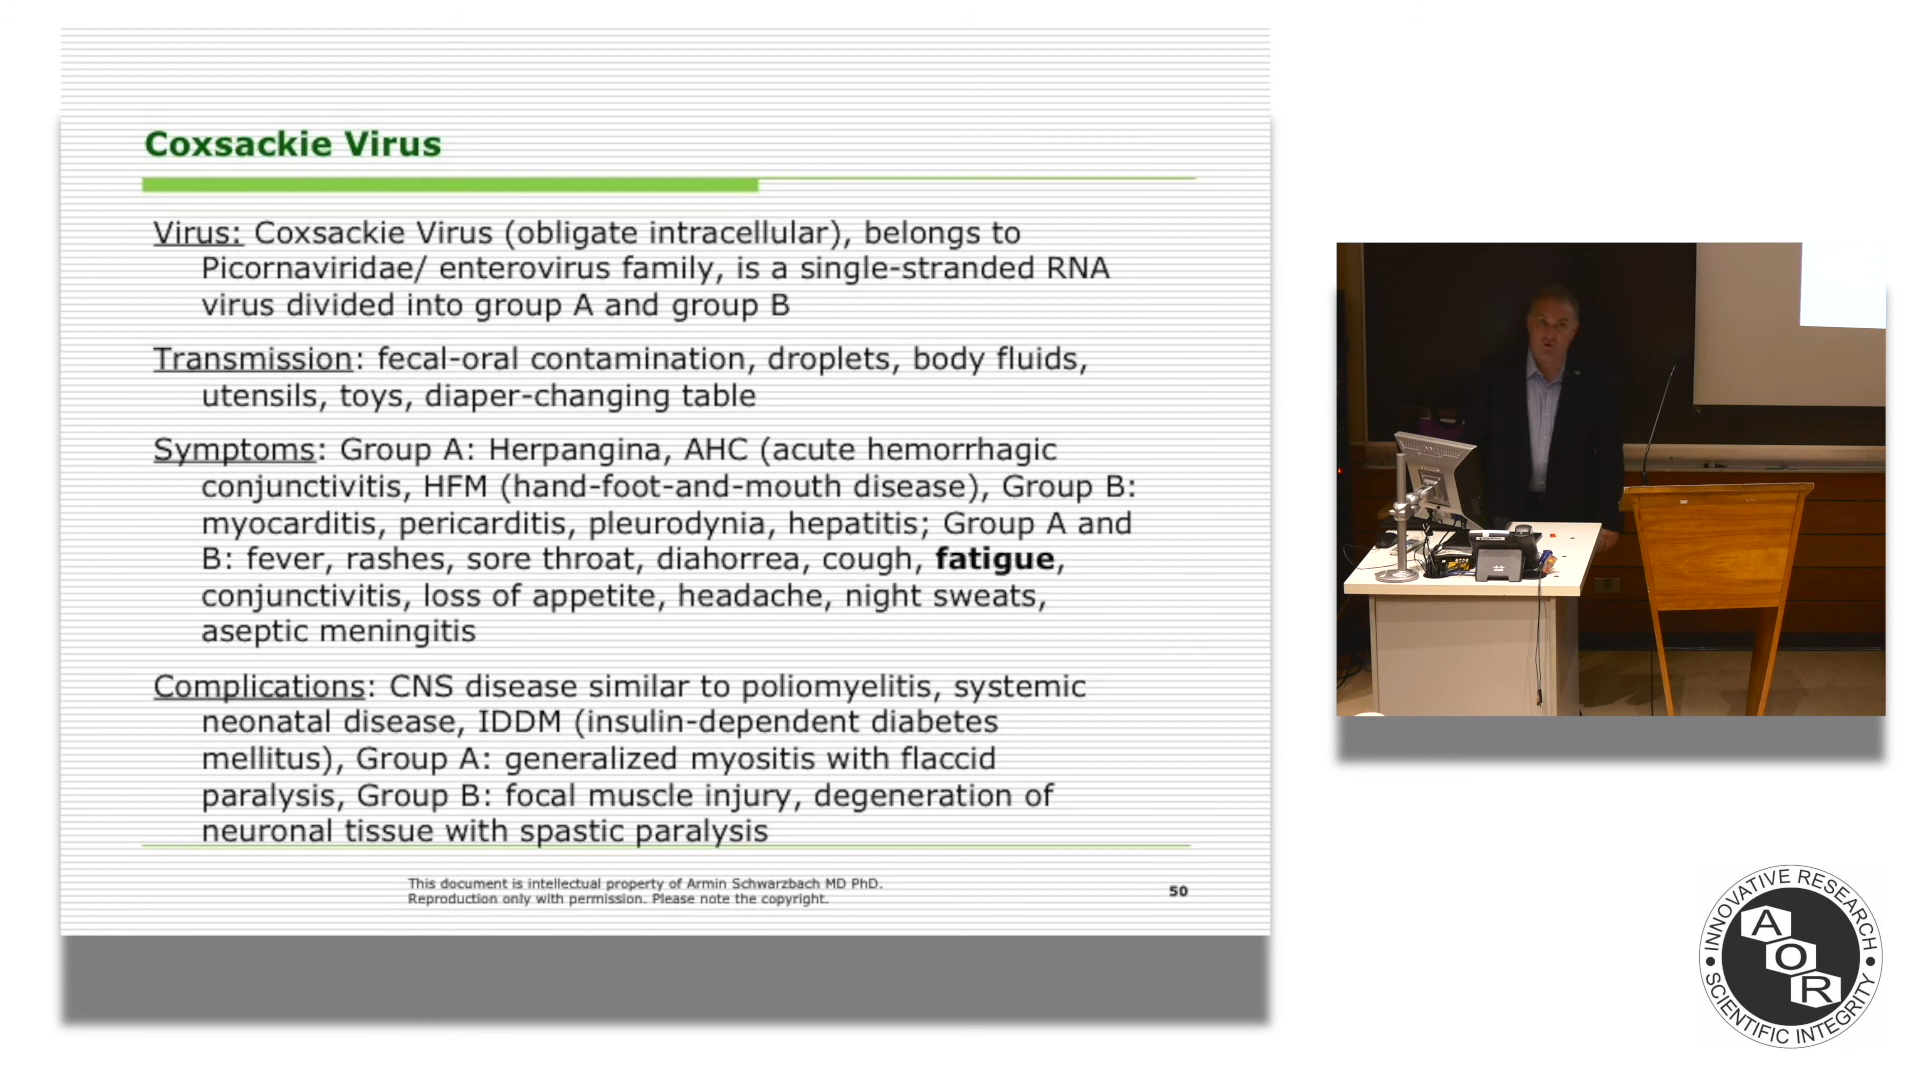 Coxsackie Virus
Virus: Coxsackie Virus (obligate intracellular), belongs to
Picornaviridae/ enterovirus family, is a single-stranded RNA
virus divided into group A and group B
Transmission: fecal-oral contamination, droplets, body fluids,
utensils, toys, diaper-changing table
Symptoms: Group A: Herpangina, AHC (acute hemorrhagic
conjunctivitis, HFM (hand-foot-and-mouth disease), Group B:
myocarditis, pericarditis, pleurodynia, hepatitis; Group A and
B: fever, rashes, sore throat, diahorrea, cough, fatigue,
conjunctivitis, loss of appetite, headache, night sweats,
aseptic meningitis
Complications: CNS disease similar to poliomyelitis, systemic
neonatal disease, IDDM (insulin-dependent diabetes
mellitus), Group A: generalized myositis with flaccid
paralysis, Group B: focal muscle injury, degeneration of
neuronal tissue with spastic paralysis
This document is intellectual property of Armin Schwarzbach MD PhD.
Reproduction only with permission. Please note the copyright.
50
INNOVATIVE RESEARCH
AOR
SCIENTIFIC INTEGRITY